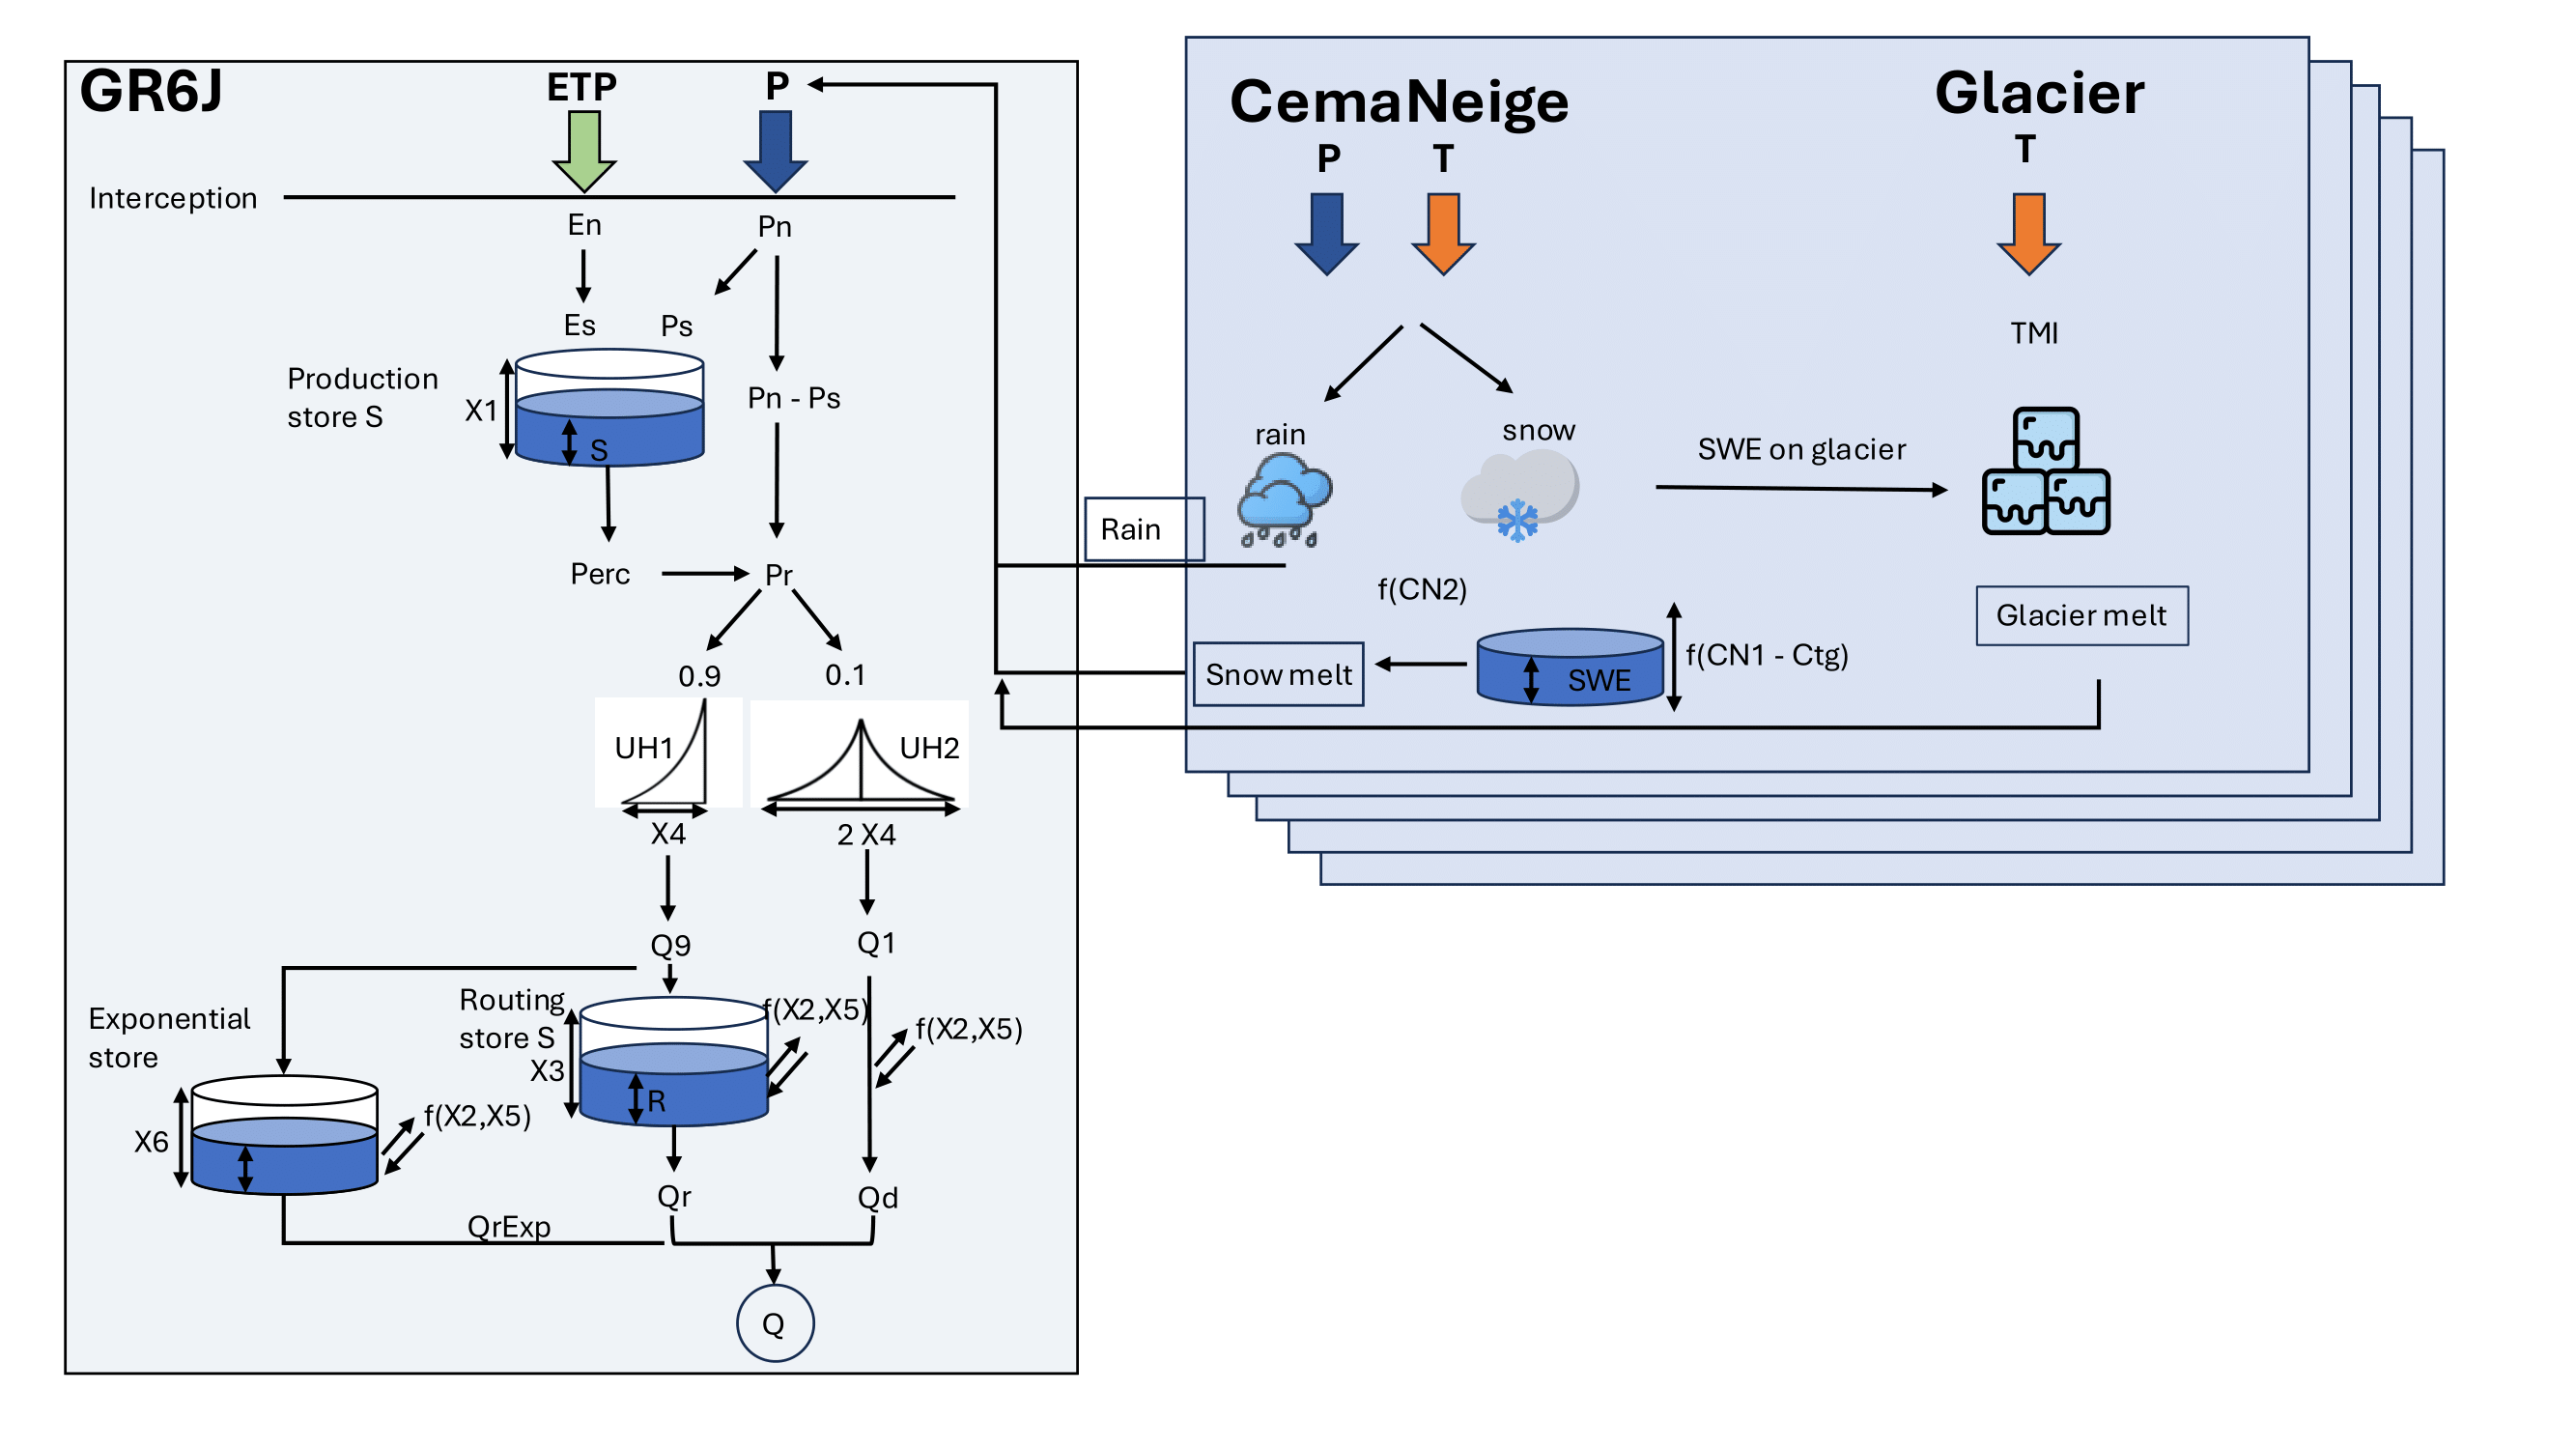 GR6J
ETP
P
Interception
En
Pn
Es
Ps
Production
store S
X1
S
Pn - Ps
Perc
Pr
0.9
0.1
UH1
UH2
X4
2 X4
Q9
Q1
Exponential
store
Routing
store S
X3
R
f(X2,X5)
f(X2,X5)
X6
f(X2,X5)
Qr
Qd
QrExp
Q
CemaNeige
P
T
Glacier
T
TMI
rain
snow
SWE on glacier
Rain
f(CN2)
Snow melt
SWE
f(CN1 - Ctg)
Glacier melt